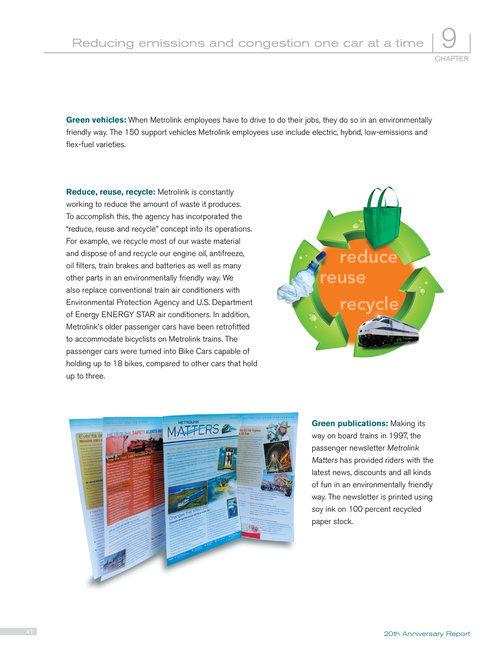 Reducing emissions and congestion one car at a time
9
CHAPTER
Green vehicles: When Metrolink employees have to drive to do their jobs, they do so in an environmentally
friendly way. The 150 support vehicles Metrolink employees use include electric, hybrid, low-emissions and
flex-fuel varieties.
Reduce, reuse, recycle: Metrolink is constantly
working to reduce the amount of waste it produces.
To accomplish this, the agency has incorporated the
“reduce, reuse and recycle” concept into its operations.
For example, we recycle most of our waste material
and dispose of and recycle our engine oil, antifreeze,
oil filters, train brakes and batteries as well as many
other parts in an environmentally friendly way. We
also replace conventional train air conditioners with
Environmental Protection Agency and U.S. Department
of Energy ENERGY STAR air conditioners. In addition,
Metrolink’s older passenger cars have been retrofitted
to accommodate bicyclists on Metrolink trains. The
passenger cars were turned into Bike Cars capable of
holding up to 18 bikes, compared to other cars that hold
up to three.
reduce
reuse
recycle
METROLINK
MATTERS
Green publications: Making its
way on board trains in 1997, the
passenger newsletter Metrolink
Matters has provided riders with the
latest news, discounts and all kinds
of fun in an environmentally friendly
way. The newsletter is printed using
soy ink on 100 percent recycled
paper stock.
41
20th Anniversary Report